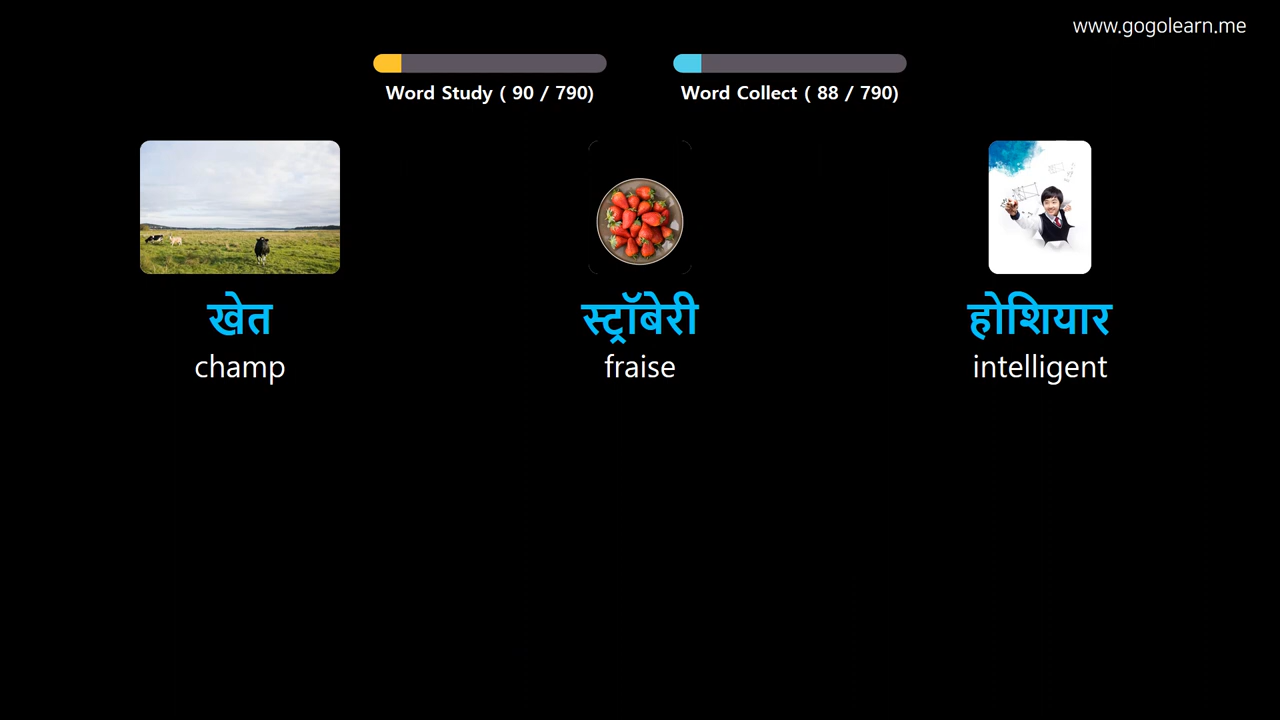 www.gogolearn.me
Word Study ( 90 / 790)
Word Collect ( 88 / 790)
खेत
स्ट्रॉबेरी
होशियार
champ
fraise
intelligent